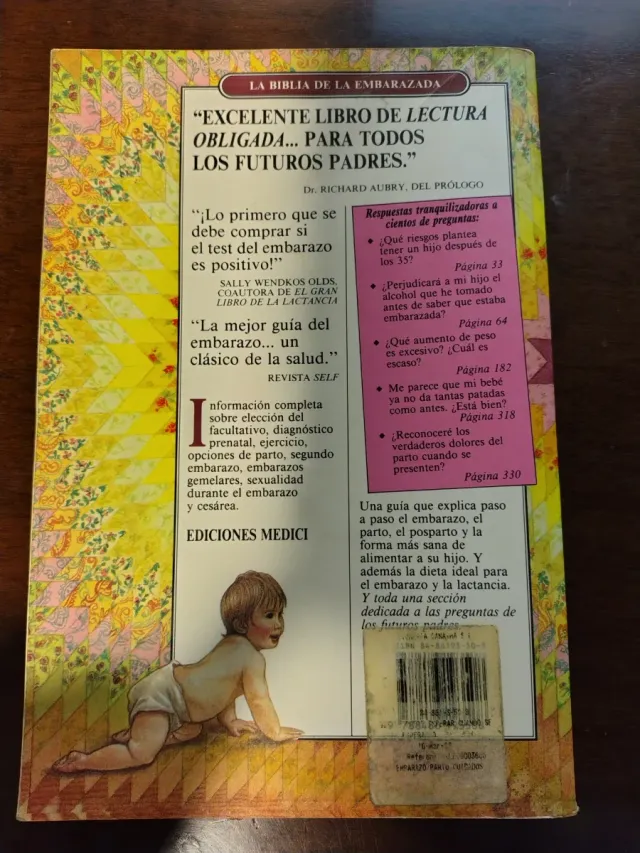 LA BIBLIA DE LA EMBARAZADA
“EXCELENTE LIBRO DE LECTURA
OBLIGADA... PARA TODOS
LOS FUTUROS PADRES.”
Dr. RICHARD AUBRY, DEL PRÓLOGO
“¡Lo primero que se
debe comprar si
el test del embarazo
es positivo!”
SALLY WENDKOS OLDS,
COAUTORA DE EL GRAN
LIBRO DE LA LACTANCIA
“La mejor guía del
embarazo... un
clásico de la salud.”
REVISTA SELF
Información completa
sobre elección del
facultativo, diagnóstico
prenatal, ejercicio,
opciones de parto, segundo
embarazo, embarazos
gemelares, sexualidad
durante el embarazo
y cesárea.
EDICIONES MEDICI
Respuestas tranquilizadoras a
cientos de preguntas:
◆ ¿Qué riesgos plantea
tener un hijo después de
los 35?
Página 33
◆ ¿Perjudicará a mi hijo el
alcohol que he tomado
antes de saber que estaba
embarazada?
Página 64
◆ ¿Qué aumento de peso
es excesivo? ¿Cuál es
escaso?
Página 182
◆ Me parece que mi bebé
ya no da tantas patadas
como antes. ¿Está bien?
Página 318
◆ ¿Reconoceré los
verdaderos dolores del
parto cuando se
presenten?
Página 330
Una guía que explica paso
a paso el embarazo, el
parto, el posparto y la
forma más sana de
alimentar a su hijo. Y
además la dieta ideal para
el embarazo y la lactancia.
Y toda una sección
dedicada a las preguntas de
los futuros padres.